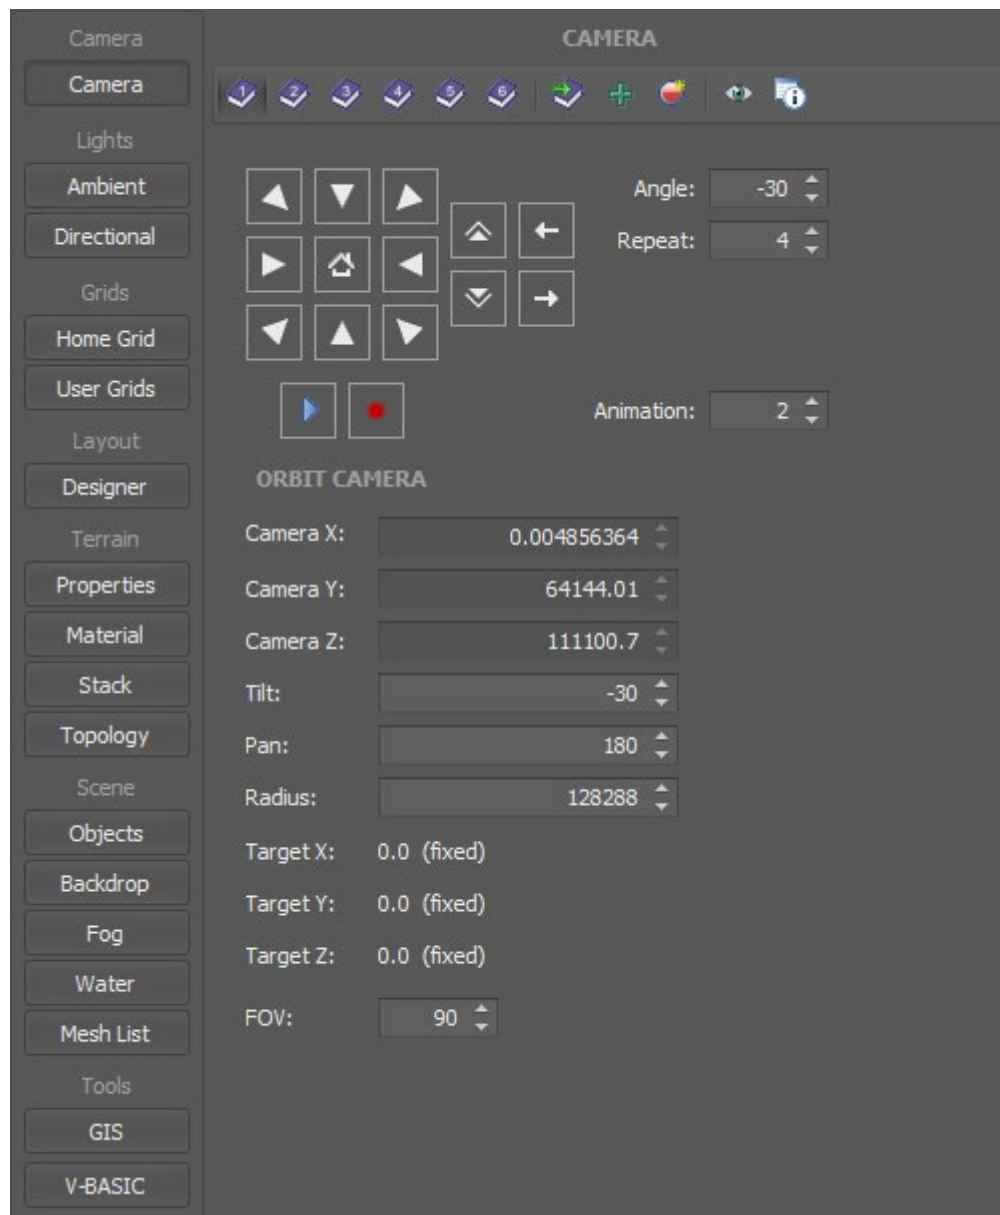 Camera
Camera
Lights
Ambient
Directional
Grids
Home Grid
User Grids
Layout
Designer
Terrain
Properties
Material
Stack
Topology
Scene
Objects
Backdrop
Fog
Water
Mesh List
Tools
GIS
V-BASIC
CAMERA
1 2 3 4 5 6
Angle: -30
Repeat: 4
Animation: 2
ORBIT CAMERA
Camera X: 0.004856364
Camera Y: 64144.01
Camera Z: 111100.7
Tilt: -30
Pan: 180
Radius: 128288
Target X: 0.0 (fixed)
Target Y: 0.0 (fixed)
Target Z: 0.0 (fixed)
FOV: 90